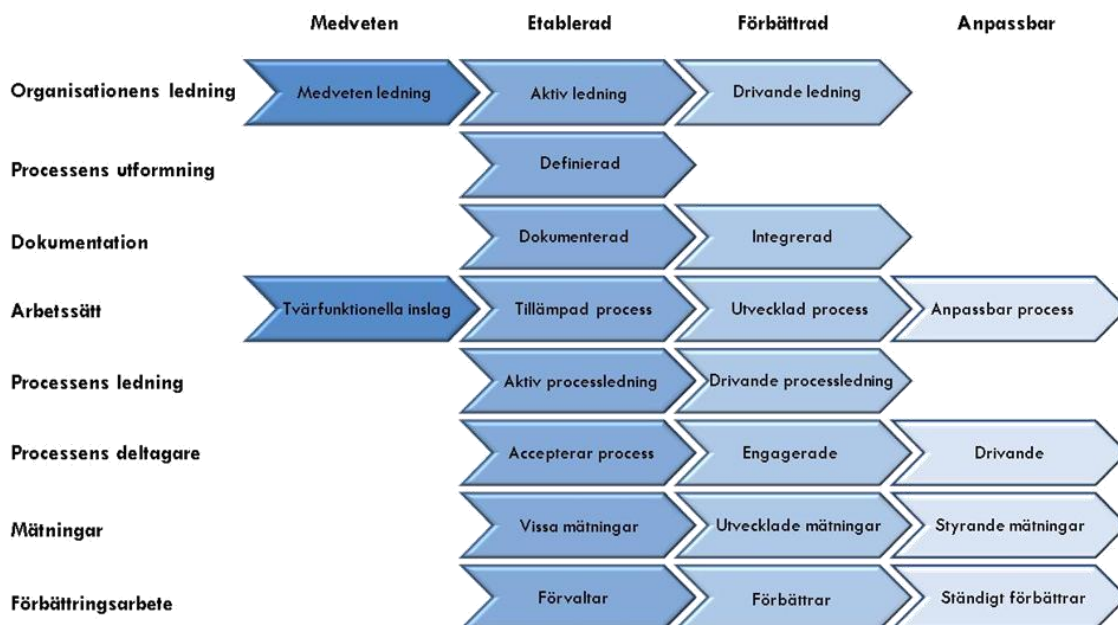 Medveten Etablerad Förbättrad Anpassbar
Organisationens ledning Medveten ledning Aktiv ledning Drivande ledning
Processens utformning Definierad
Dokumentation Dokumenterad Integrerad
Arbetssätt Tvärfunktionella inslag Tillämpad process Utvecklad process Anpassbar process
Processens ledning Aktiv processledning Drivande processledning
Processens deltagare Accepterar process Engagerade Drivande
Mätningar Vissa mätningar Utvecklade mätningar Styrande mätningar
Förbättringsarbete Förvaltar Förbättrar Ständigt förbättrar